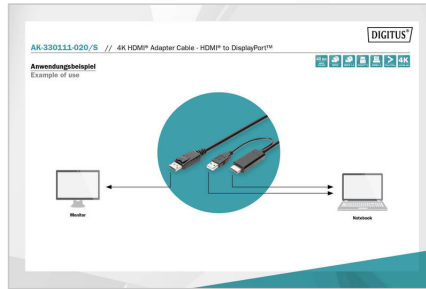 DIGITUS®
AK-330111-020/S // 4K HDMI® Adapter Cable - HDMI® to DisplayPort™
Anwendungsbeispiel
Example of use
4K
Monitor
Notebook